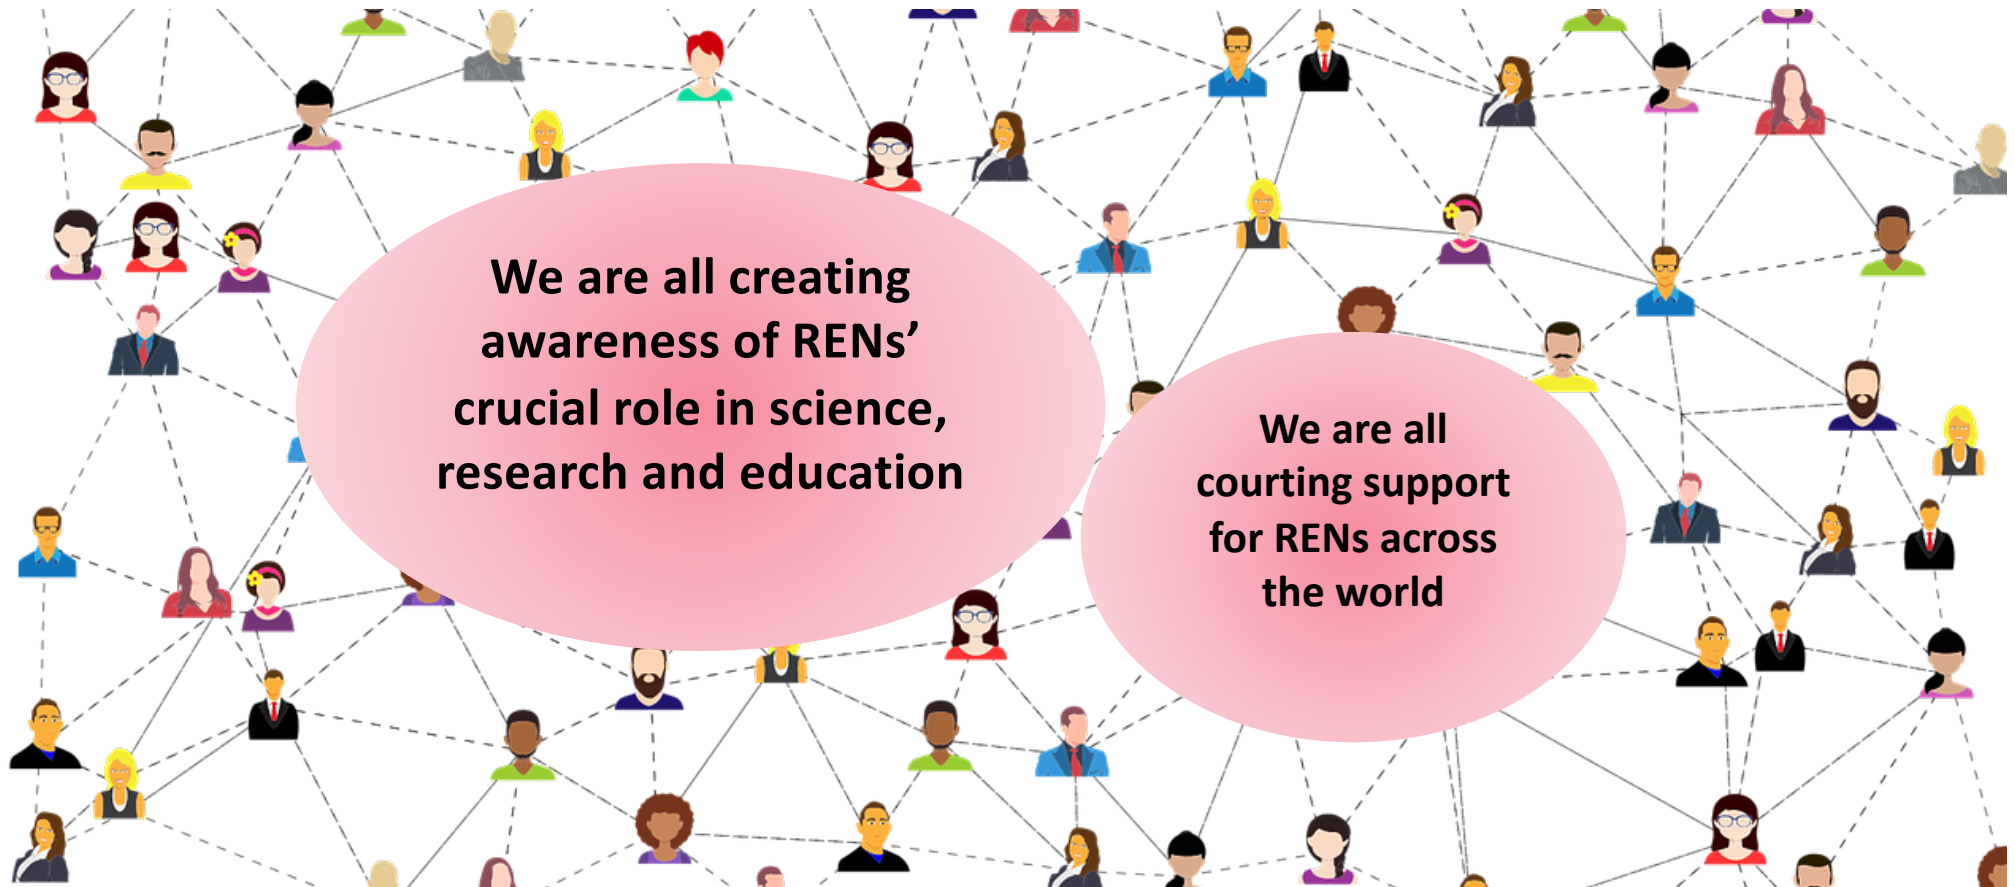 We are all creating
awareness of RENs’
crucial role in science,
research and education
We are all
courting support
for RENs across
the world